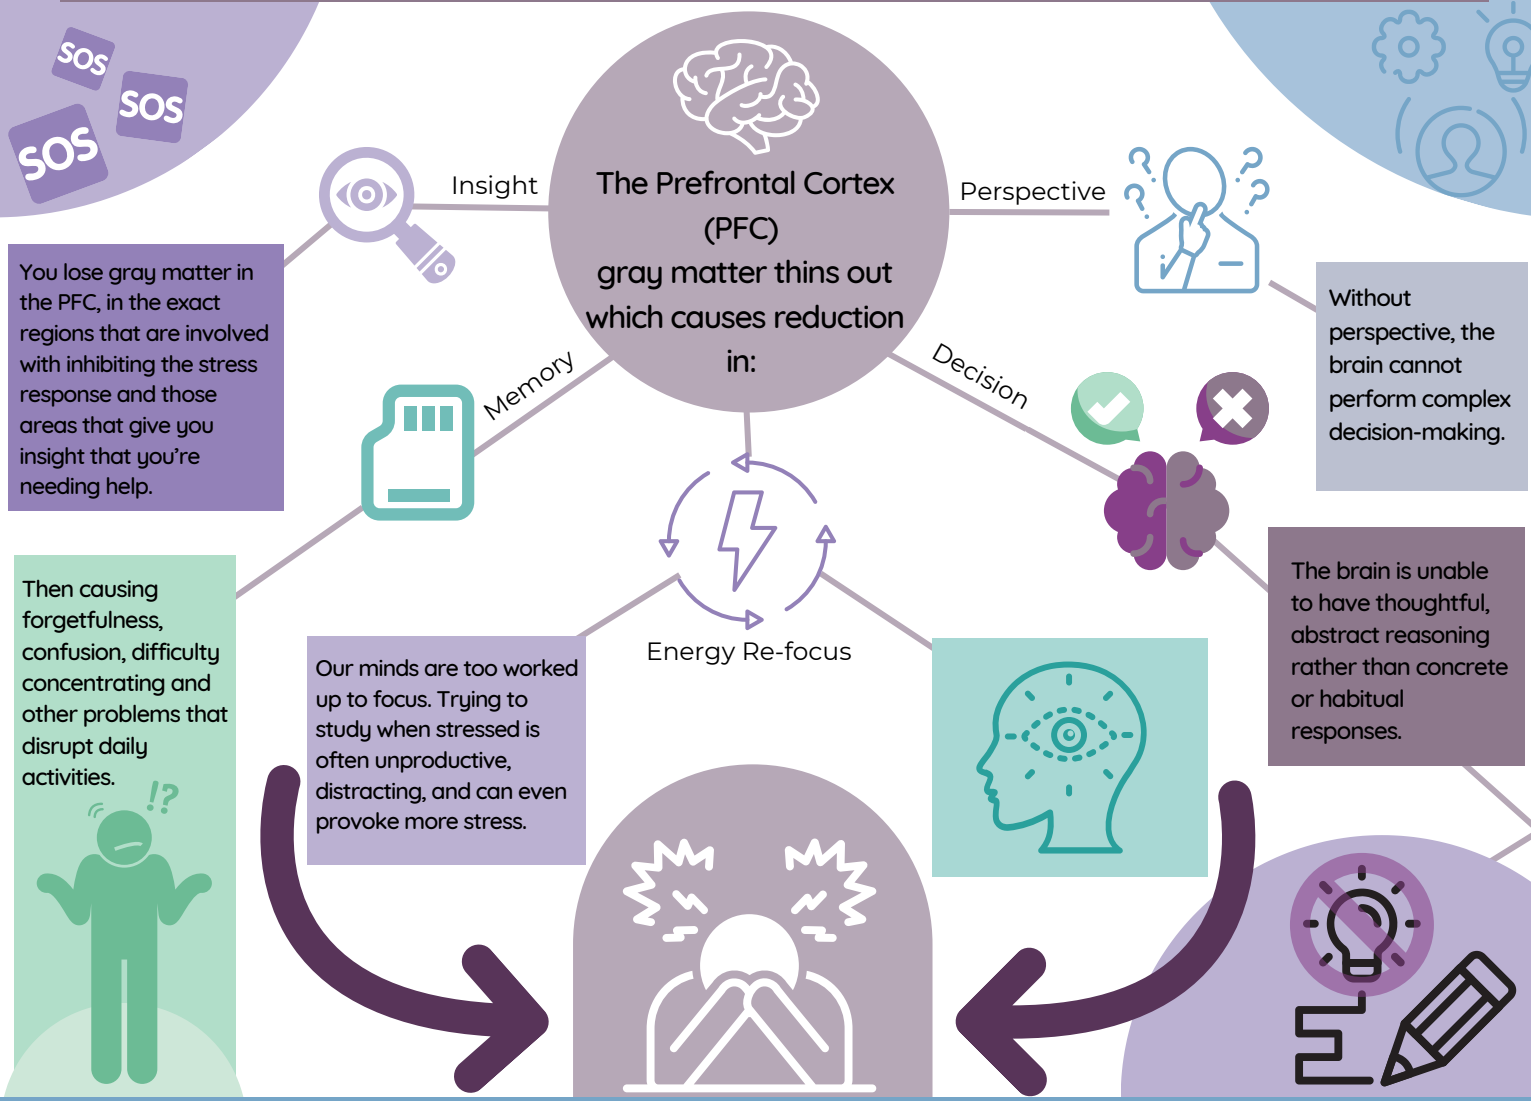 SOS
SOS
SOS
The Prefrontal Cortex
(PFC)
gray matter thins out
which causes reduction
in:
Insight
You lose gray matter in
the PFC, in the exact
regions that are involved
with inhibiting the stress
response and those
areas that give you
insight that you’re
needing help.
Perspective
Without
perspective, the
brain cannot
perform complex
decision-making.
Memory
Then causing
forgetfulness,
confusion, difficulty
concentrating and
other problems that
disrupt daily
activities.
!?
Decision
The brain is unable
to have thoughtful,
abstract reasoning
rather than concrete
or habitual
responses.
Energy Re-focus
Our minds are too worked
up to focus. Trying to
study when stressed is
often unproductive,
distracting, and can even
provoke more stress.